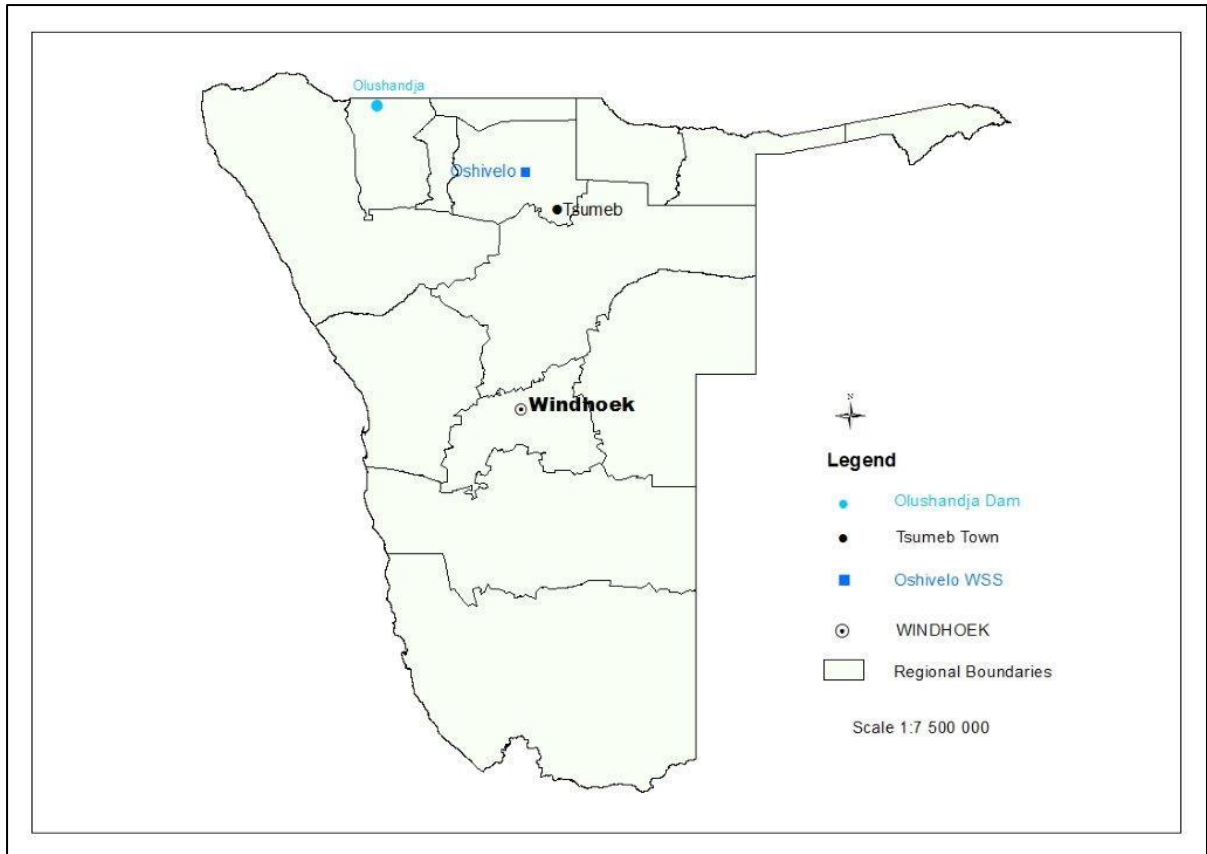 Olushandja
Oshivelo
Tsumeb
Windhoek
N
Legend
Olushandja Dam
Tsumeb Town
Oshivelo WSS
WINDHOEK
Regional Boundaries
Scale 1:7 500 000